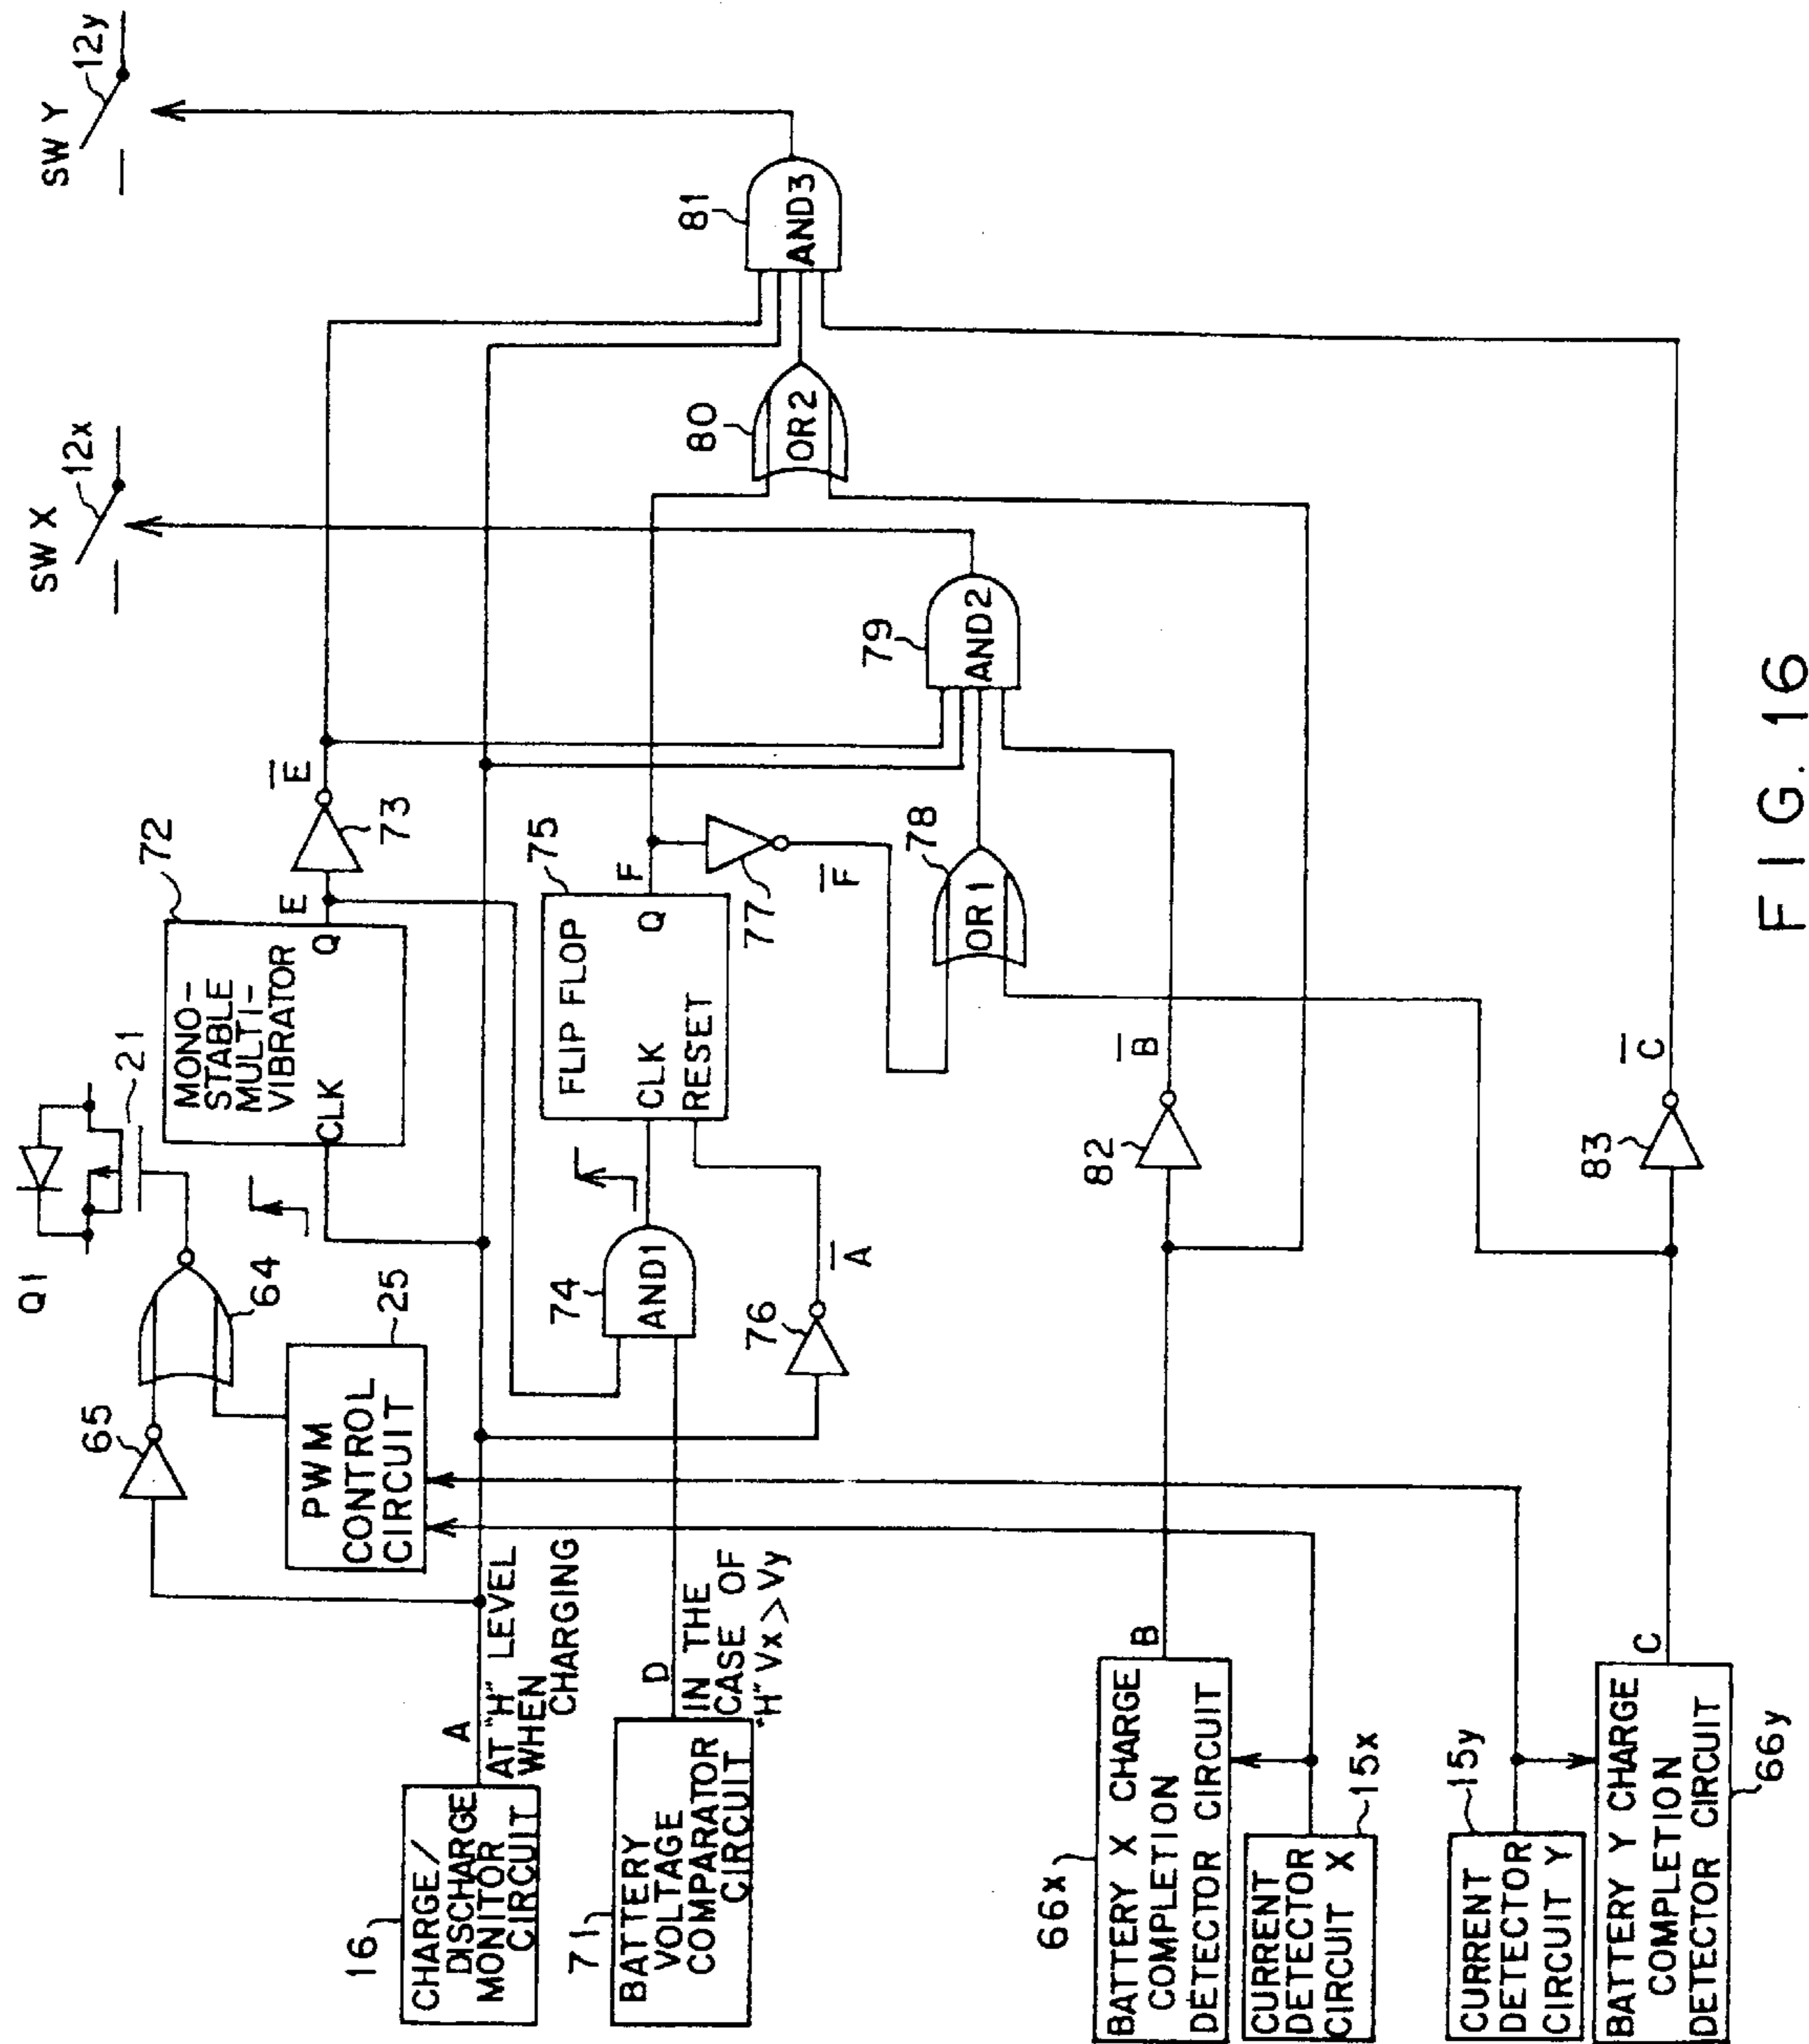 SW X
12x
SW Y
12y
Q1
21
65
64
PWM
CONTROL
CIRCUIT
25
72
MONO-
STABLE
MULTI-
VIBRATOR
CLK
Q
E
E
73
16
CHARGE/
DISCHARGE
MONITOR
CIRCUIT
A
AT "H" LEVEL
WHEN
CHARGING
71
BATTERY
VOLTAGE
COMPARATOR
CIRCUIT
D
IN THE
CASE OF
"H" Vx > Vy
74
AND1
76
A
75
FLIP FLOP
CLK
RESET
Q
F
77
F
78
OR1
79
AND2
80
OR2
81
AND3
66x
BATTERY X CHARGE
COMPLETION
DETECTOR CIRCUIT
B
82
B
CURRENT
DETECTOR
CIRCUIT X
15x
CURRENT
DETECTOR
CIRCUIT Y
15y
BATTERY Y CHARGE
COMPLETION
DETECTOR CIRCUIT
66y
C
83
C
FIG. 16